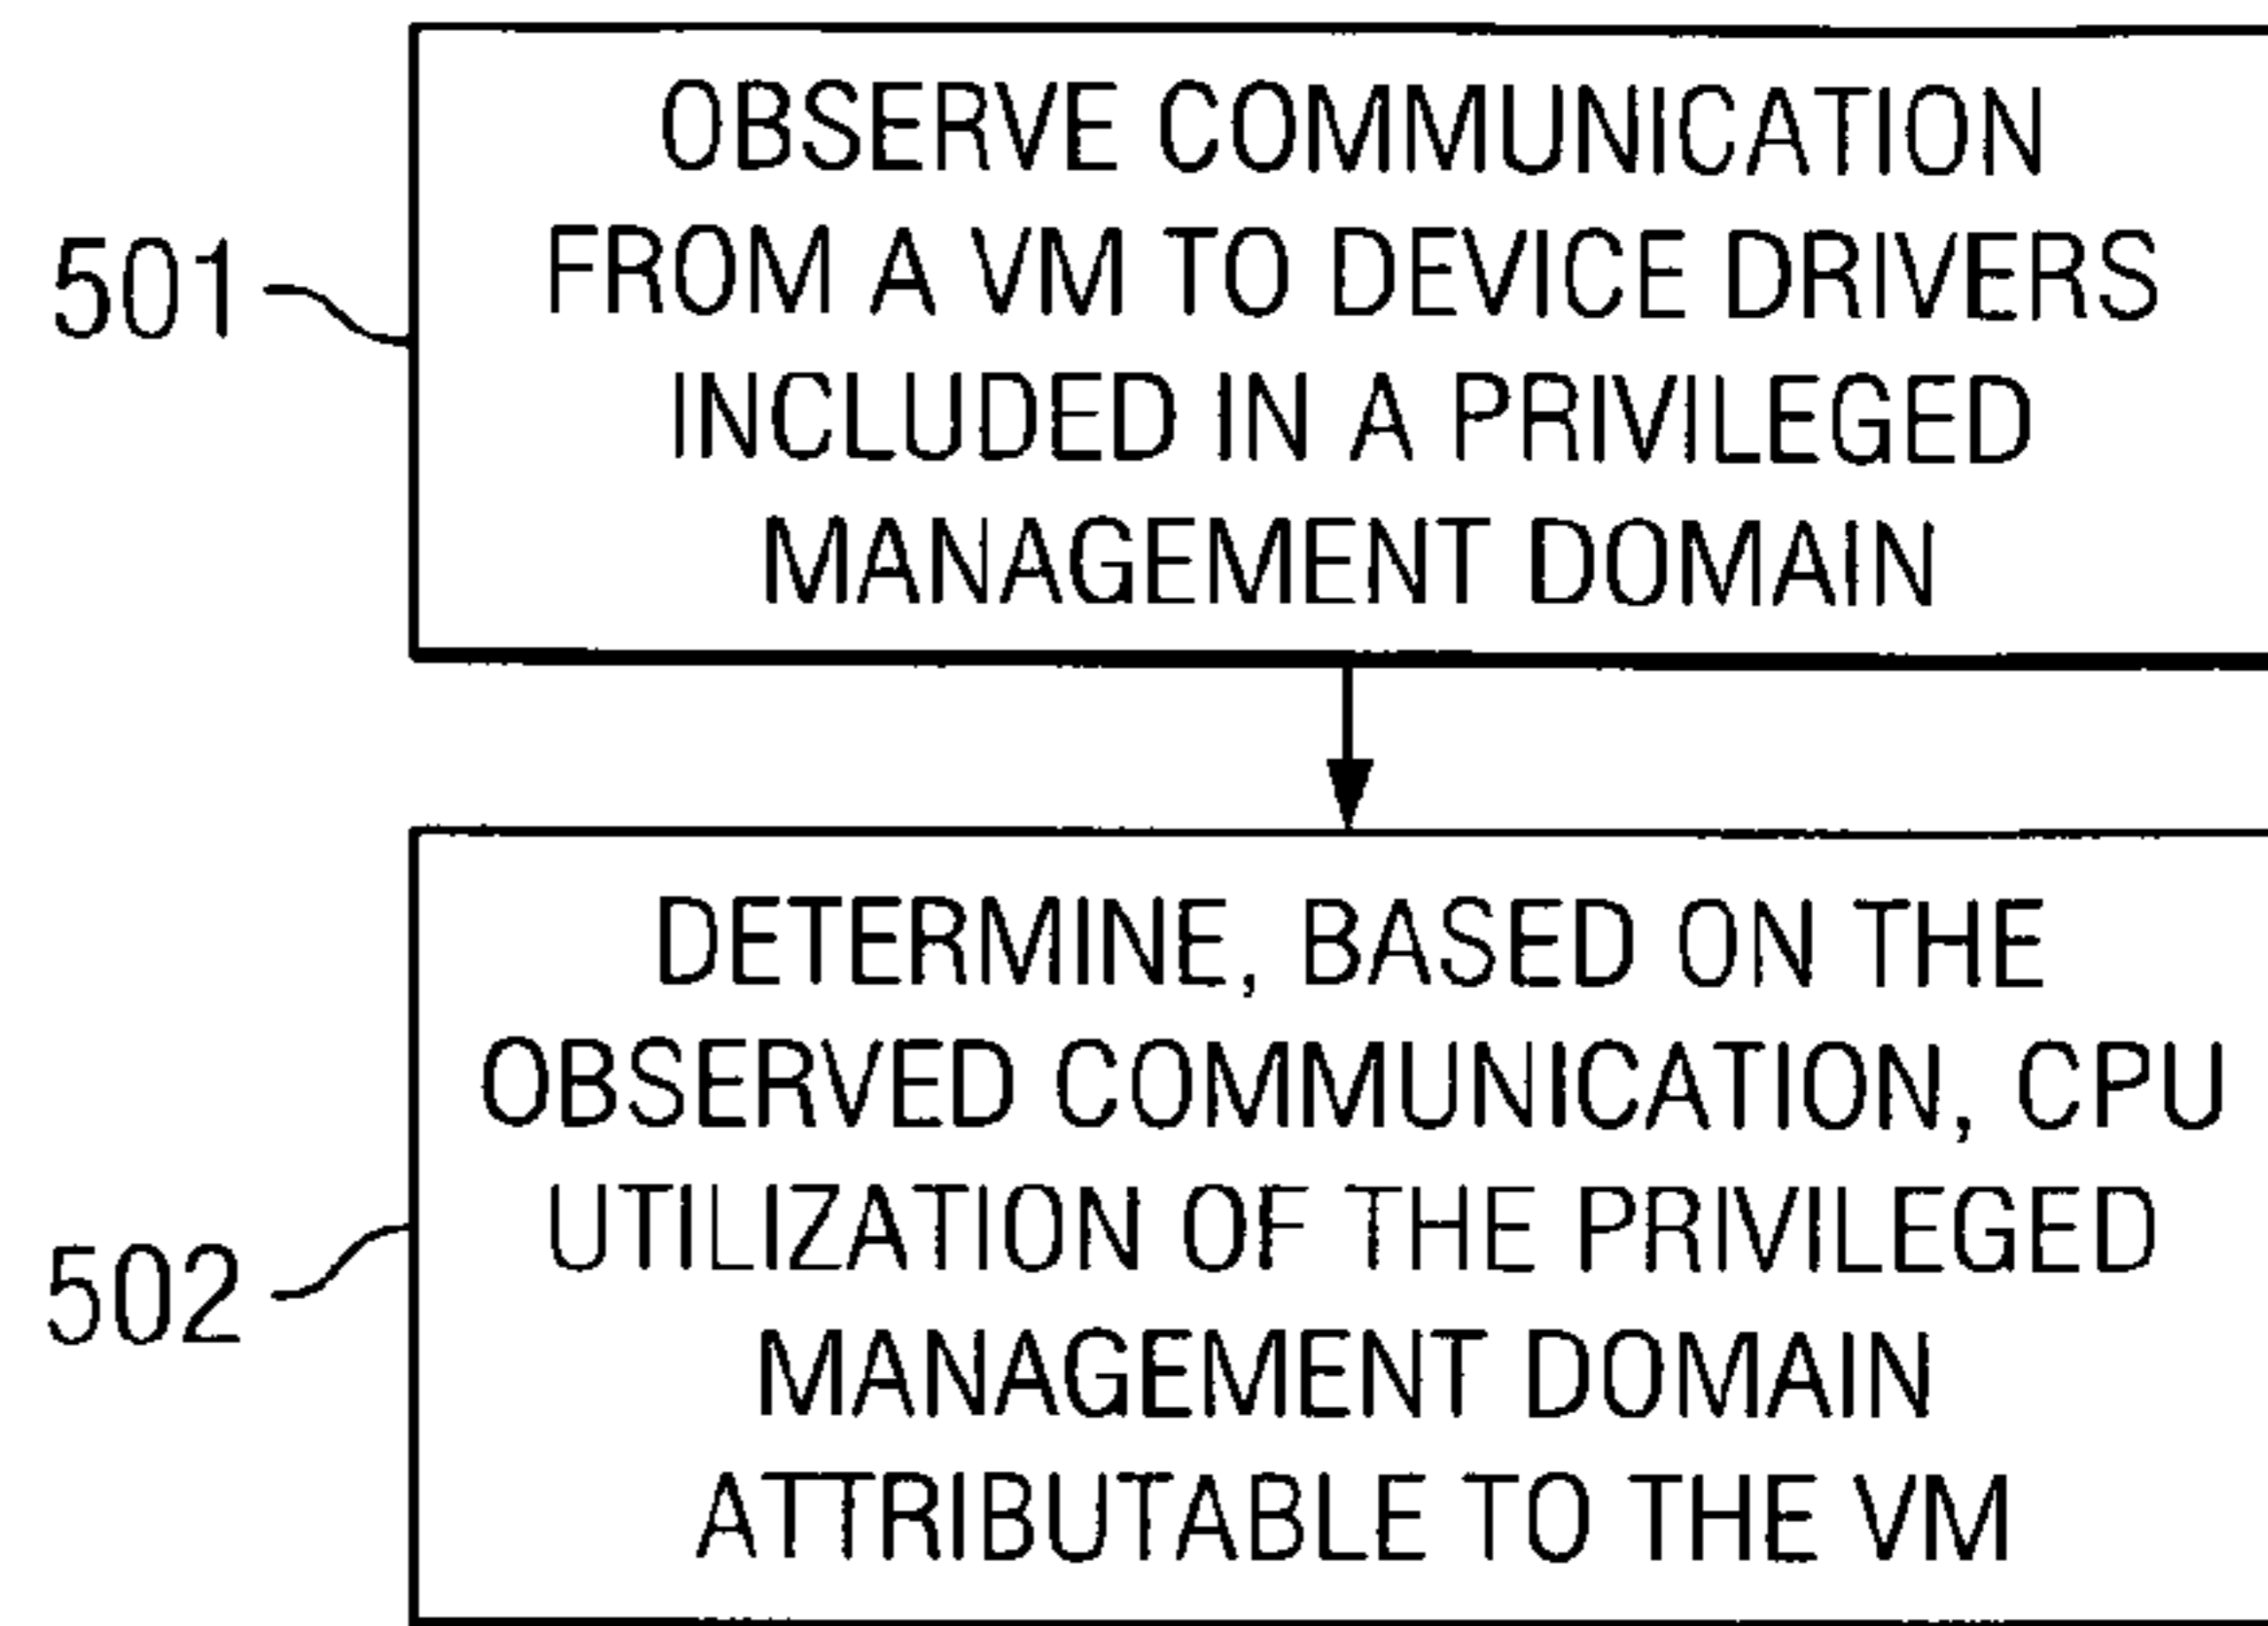 OBSERVE COMMUNICATION
FROM A VM TO DEVICE DRIVERS
INCLUDED IN A PRIVILEGED
MANAGEMENT DOMAIN
501
DETERMINE, BASED ON THE
OBSERVED COMMUNICATION, CPU
UTILIZATION OF THE PRIVILEGED
MANAGEMENT DOMAIN
ATTRIBUTABLE TO THE VM
502